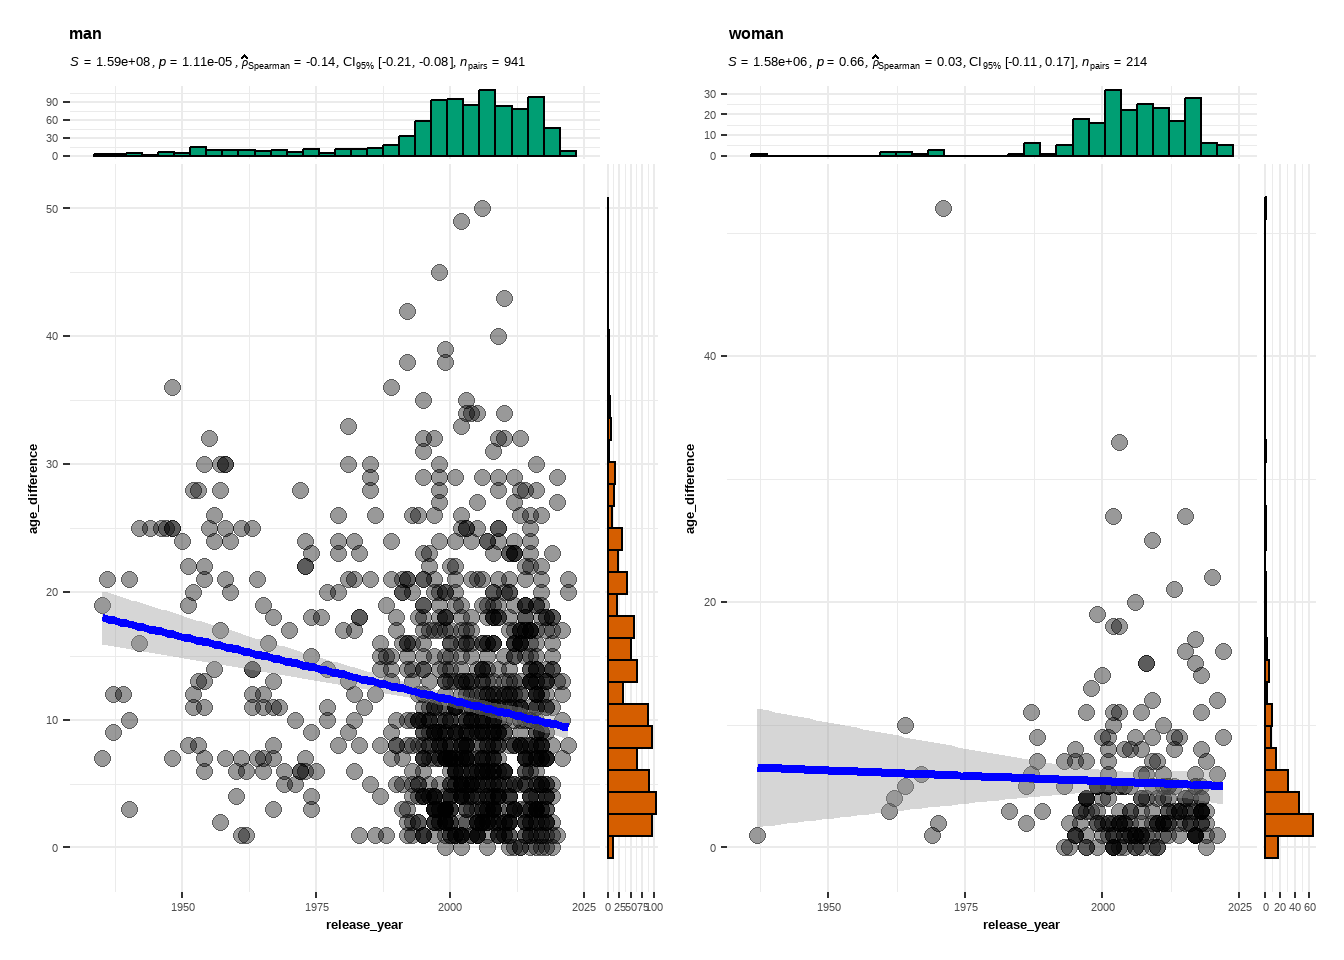 man
S = 1.59e+08, p = 1.11e-05, ρ̂Spearman = -0.14, CI95% [-0.21, -0.08], npairs = 941
90
60
30
0
50
40
30
20
10
0
age_difference
1950 1975 2000 2025
0 25 50 75 100
release_year
woman
S = 1.58e+06, p = 0.66, ρ̂Spearman = 0.03, CI95% [-0.11, 0.17], npairs = 214
30
20
10
0
40
20
0
age_difference
1950 1975 2000 2025
0 20 40 60
release_year